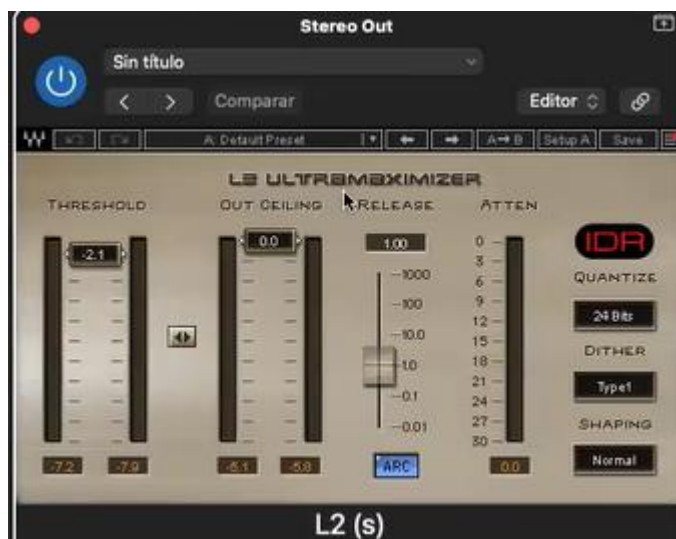 Stereo Out
Sin título
Comparar
Editor
A: Default Preset
A→B
Setup A
Save
L2 ULTRAMAXIMIZER
THRESHOLD
OUT CEILING
RELEASE
ATTEN
IDR
-2.1
0.0
1.00
1000
100
10.0
1.0
0.1
0.01
ARC
0
3
6
9
12
15
18
21
24
27
30
0.0
QUANTIZE
24 Bits
DITHER
Type1
SHAPING
Normal
-7.2
-7.9
-5.1
-5.8
L2 (s)